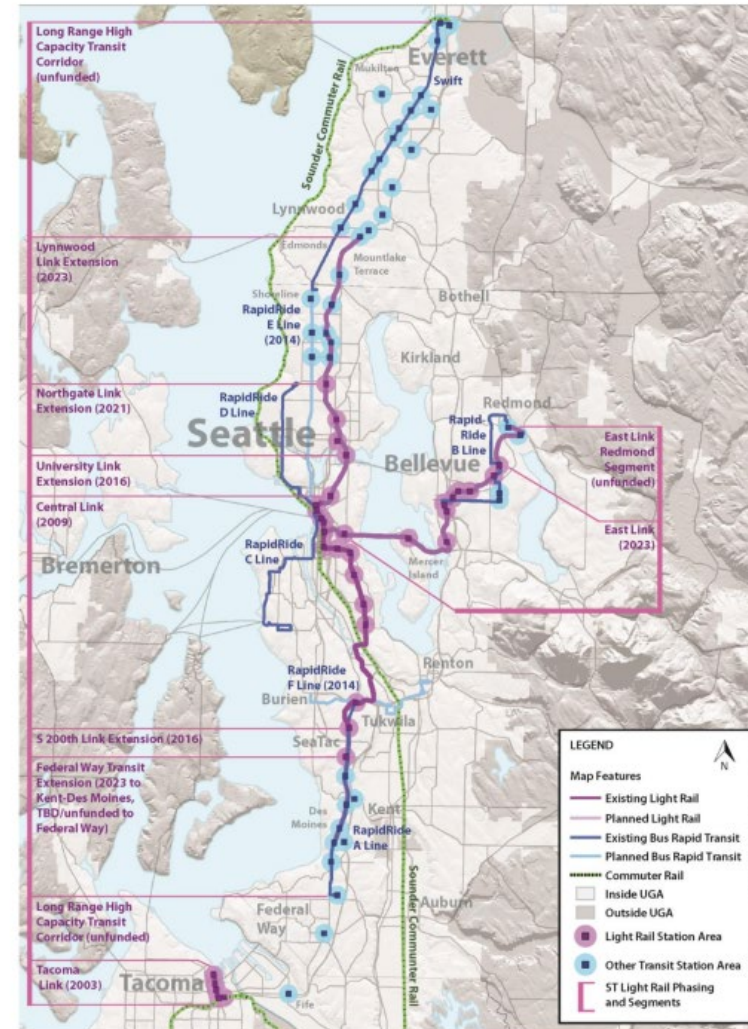 Long Range High
Capacity Transit
Corridor
(unfunded)
Everett
Mukilteo
Swift
Sounder Commuter Rail
Lynnwood
Edmonds
Lynnwood
Link Extension
(2023)
Mountlake
Terrace
Shoreline
RapidRide
E Line
(2014)
Bothell
Kirkland
Northgate Link
Extension (2021)
RapidRide
D Line
Seattle
Redmond
Rapid-
Ride
B Line
Bellevue
East Link
Redmond
Segment
(unfunded)
University Link
Extension (2016)
Central Link
(2009)
East Link
(2023)
RapidRide
C Line
Bremerton
Mercer
Island
RapidRide
F Line (2014)
Renton
Burien
Tukwila
S 200th Link Extension (2016)
SeaTac
Federal Way Transit
Extension (2023 to
Kent-Des Moines,
TBD/unfunded to
Federal Way)
Des
Moines
Kent
RapidRide
A Line
Sounder Communter Rail
Long Range High
Capacity Transit
Corridor (unfunded)
Federal
Way
Auburn
Tacoma
Link (2003)
Tacoma
Fife
LEGEND
N
Map Features
Existing Light Rail
Planned Light Rail
Existing Bus Rapid Transit
Planned Bus Rapid Transit
Commuter Rail
Inside UGA
Outside UGA
Light Rail Station Area
Other Transit Station Area
ST Light Rail Phasing
and Segments